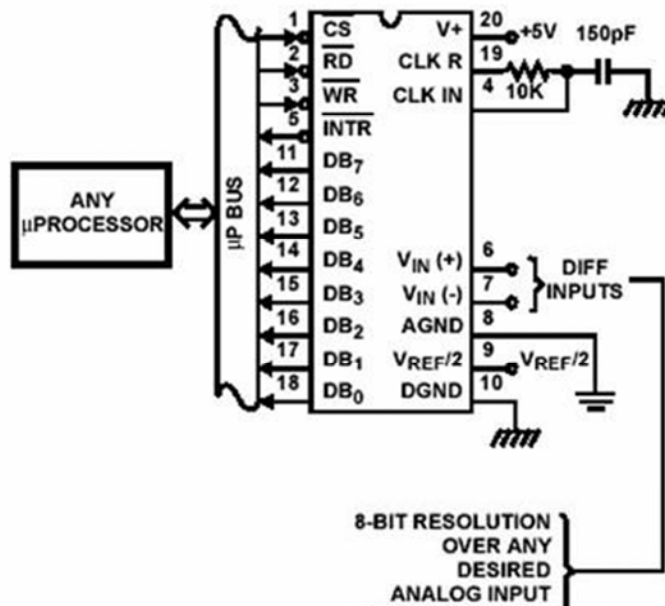 1 CS V+ 20 +5V 150pF
2 RD CLK R 19 10K
3 WR CLK IN 4
5 INTR
11 DB7
12 DB6
13 DB5
14 DB4 VIN (+) 6
15 DB3 VIN (-) 7
DIFF
INPUTS
16 DB2 AGND 8
17 DB1 VREF/2 9 VREF/2
18 DB0 DGND 10
ANY
µPROCESSOR
µP BUS
8-BIT RESOLUTION
OVER ANY
DESIRED
ANALOG INPUT